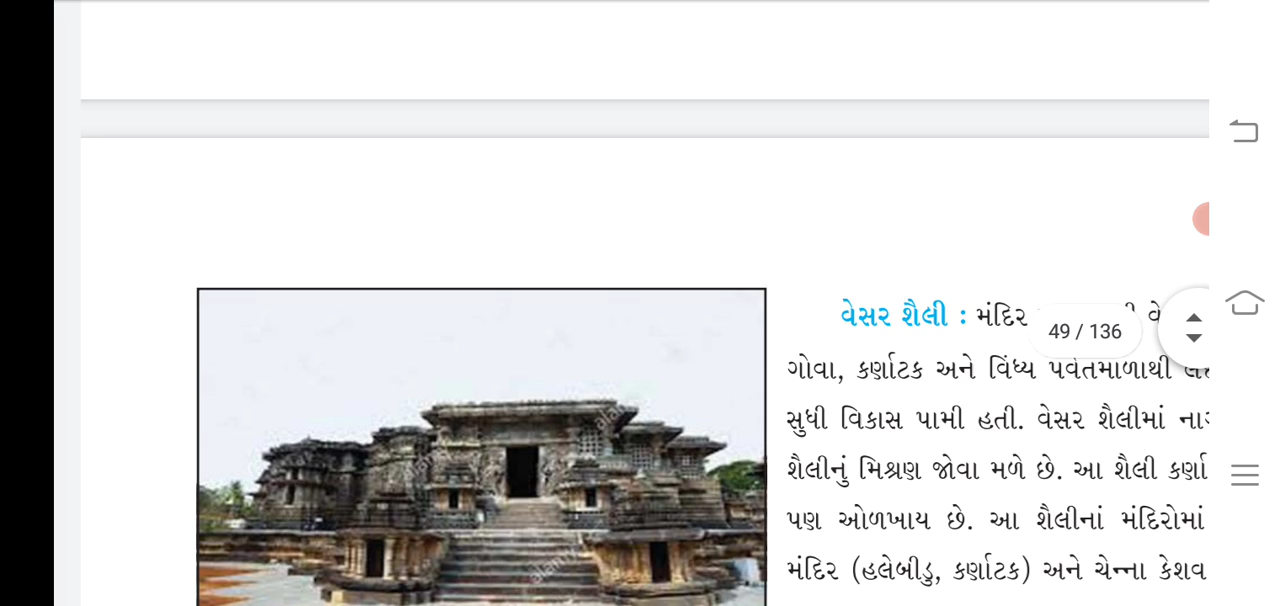 વેસર શૈલી : મંદિર
49 / 136
ગોવા, કર્ણાટક અને વિંધ્ય પર્વતમાળાથી
સુધી વિકાસ પામી હતી. વેસર શૈલીમાં
શૈલીનું મિશ્રણ જોવા મળે છે. આ શૈલી
પણ ઓળખાય છે. આ શૈલીનાં મંદિરોમાં
મંદિર (હલેબીડુ, કર્ણાટક) અને ચેન્ના કેશવ
alamy